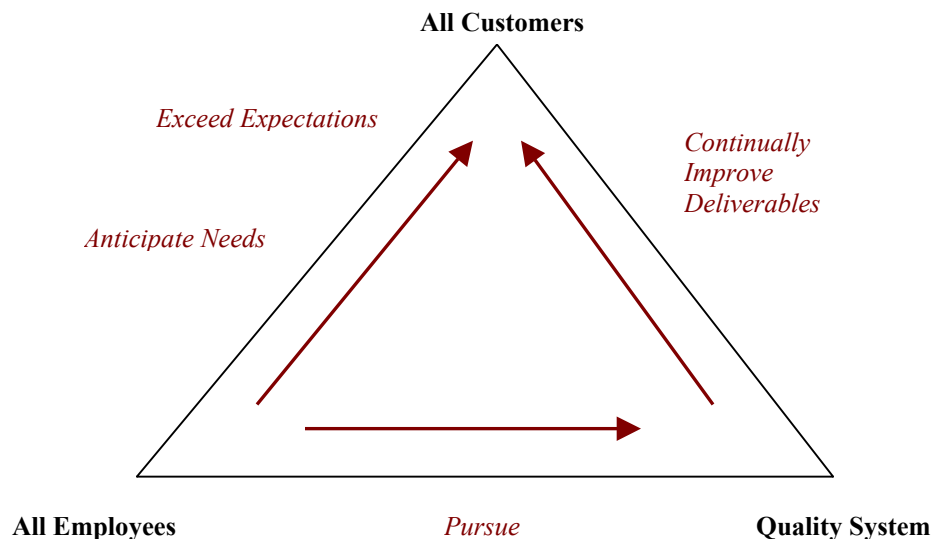 All Customers
Exceed Expectations
Continually
Improve
Deliverables
Anticipate Needs
All Employees
Pursue
Quality System